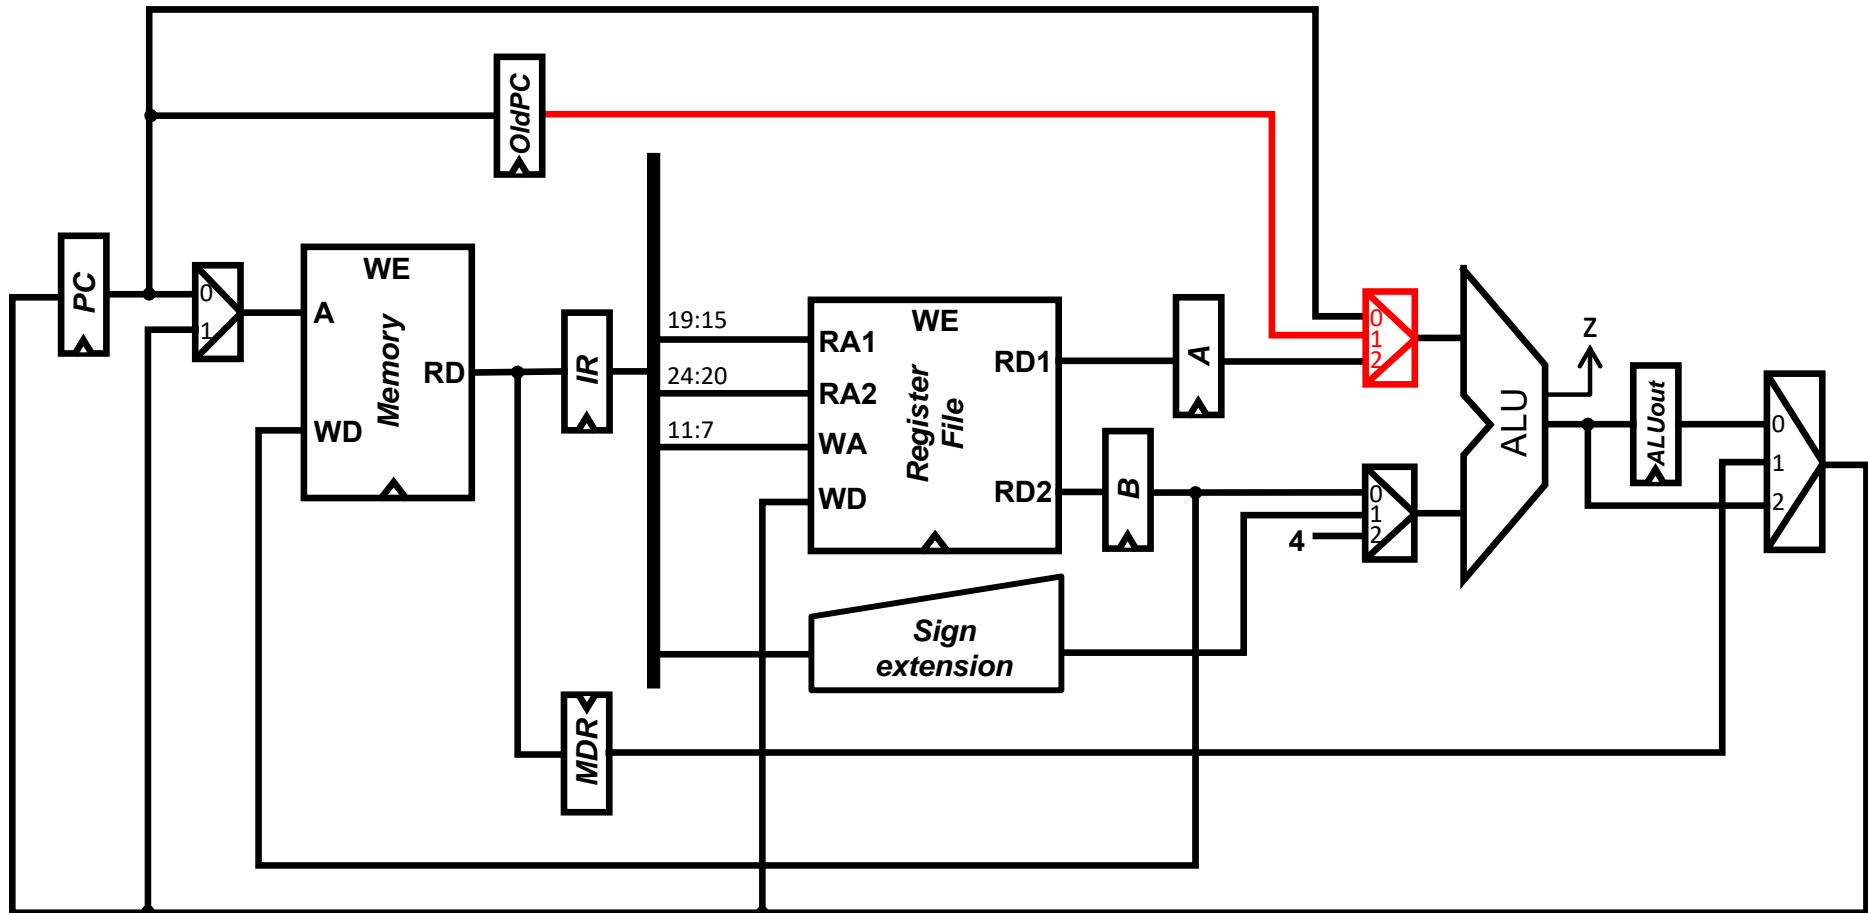 OldPC
PC
0
1
WE
A
Memory
RD
WD
IR
19:15
24:20
11:7
WE
RA1
RA2
WA
WD
Register
File
RD1
RD2
A
B
Sign
extension
MDR
0
1
2
0
1
2
4
ALU
Z
ALUout
0
1
2